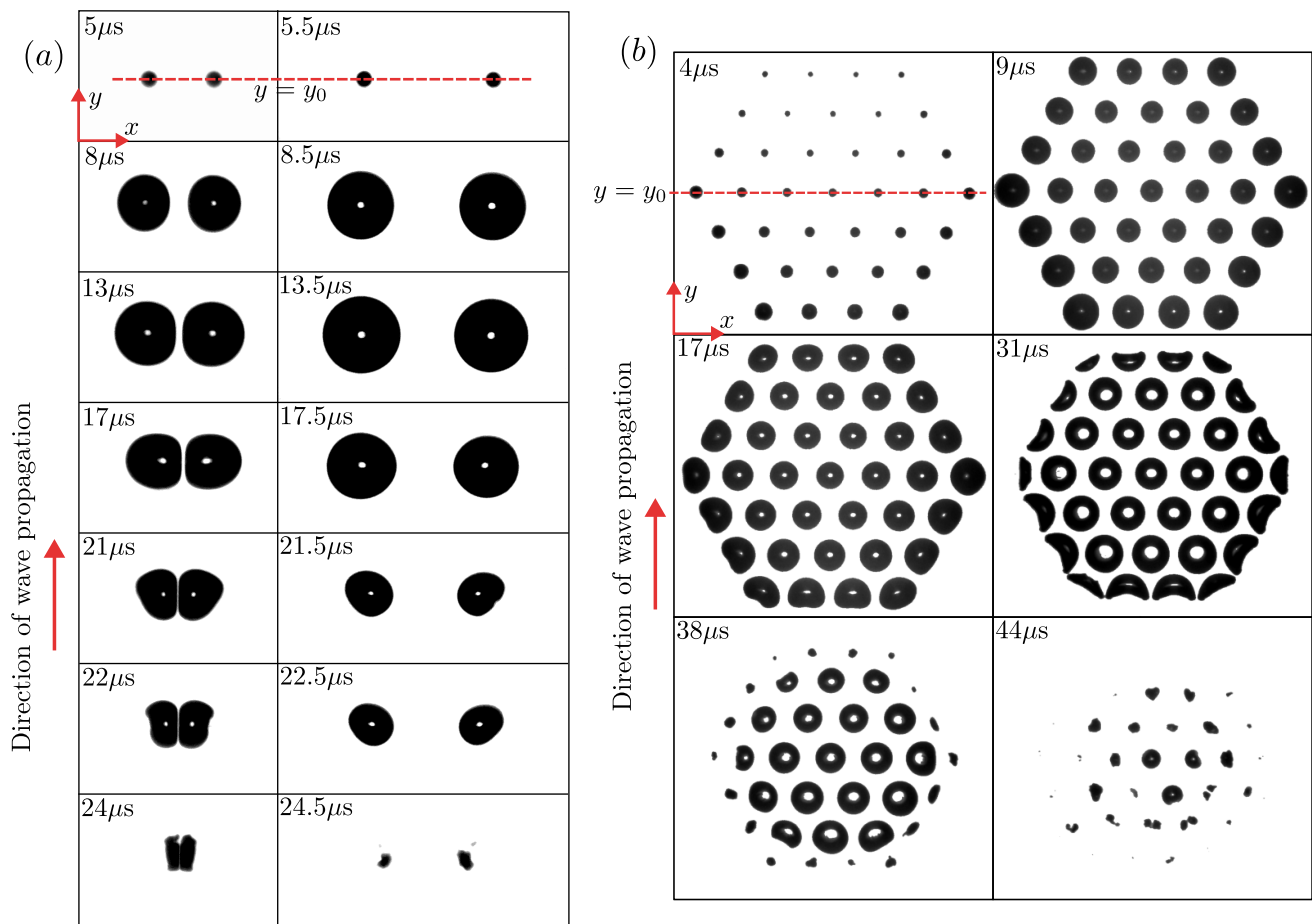 (a)
5μs
5.5μs
y = y₀
y
x
8μs
8.5μs
13μs
13.5μs
17μs
17.5μs
21μs
21.5μs
22μs
22.5μs
24μs
24.5μs
Direction of wave propagation
(b)
4μs
9μs
y = y₀
y
x
17μs
31μs
38μs
44μs
Direction of wave propagation